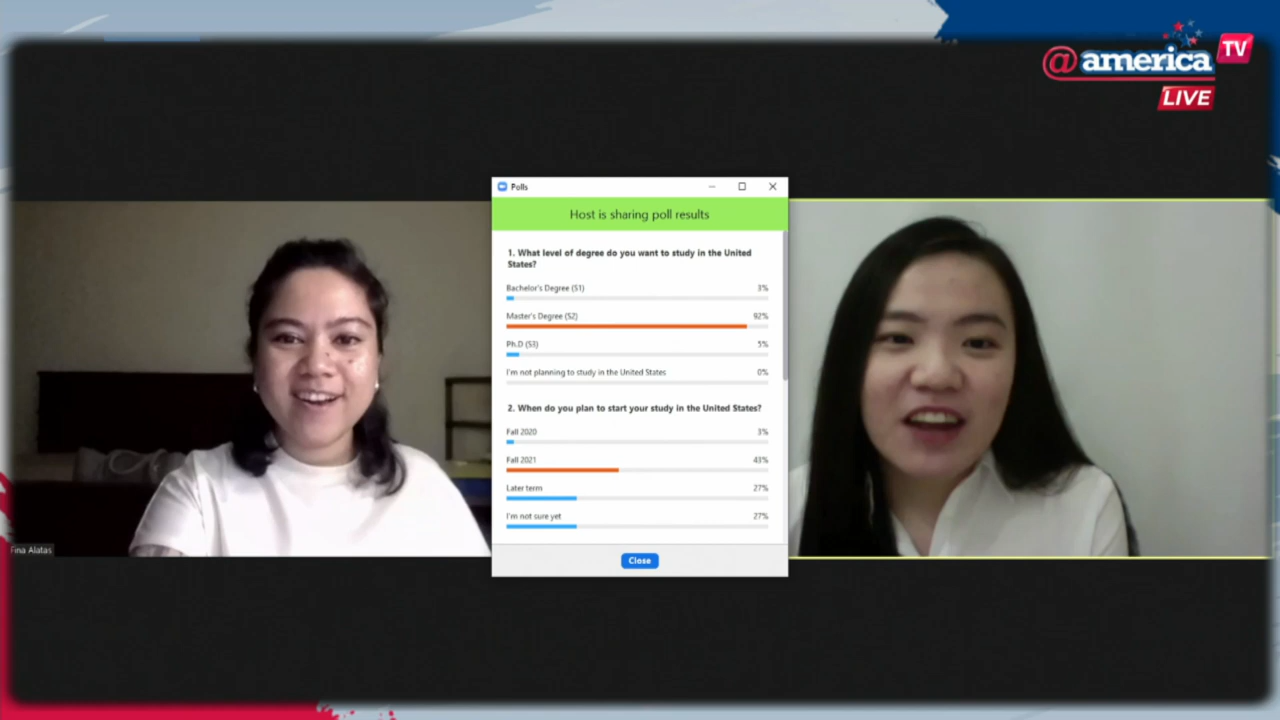 @america TV
LIVE
Polls
Host is sharing poll results
1. What level of degree do you want to study in the United
States?
Bachelor's Degree (S1) 3%
Master's Degree (S2) 92%
Ph.D (S3) 5%
I'm not planning to study in the United States 0%
2. When do you plan to start your study in the United States?
Fall 2020 3%
Fall 2021 43%
Later term 27%
I'm not sure yet 27%
Fina Alatas
Close